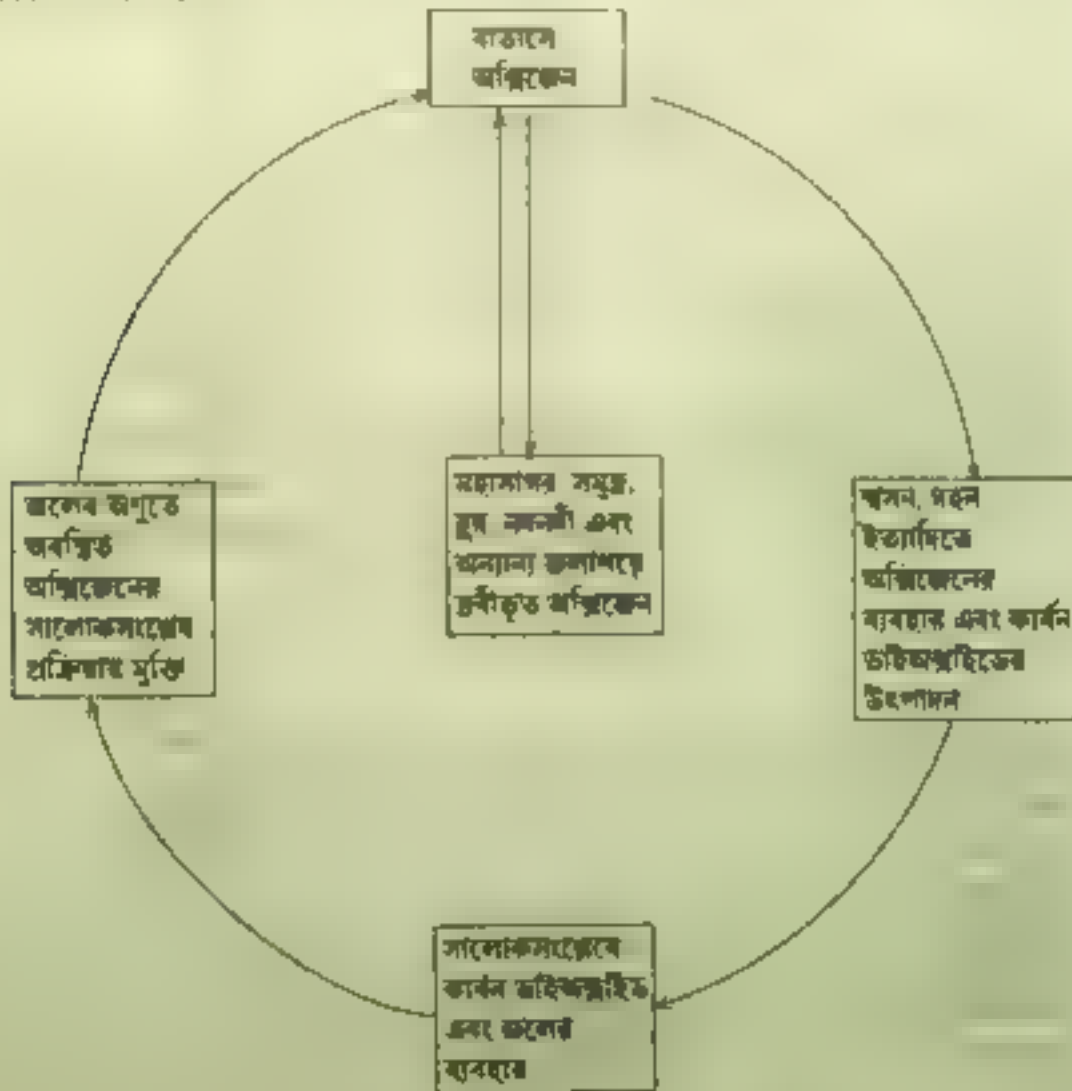 বাতাসে
অক্সিজেন
মহাসাগর সমুদ্র,
হ্রদ নদনদী এবং
অন্যান্য জলাশয়ে
দ্রবীভূত অক্সিজেন
শ্বসন, দহন
ইত্যাদিতে
অক্সিজেনের
ব্যবহার এবং কার্বন
ডাইঅক্সাইডের
উৎপাদন
সালোকসংশ্লেষে
কার্বন ডাইঅক্সাইড
এবং জলের
ব্যবহার
জলের অণুতে
অবস্থিত
অক্সিজেনের
সালোকসংশ্লেষ
প্রক্রিয়ায় মুক্তি